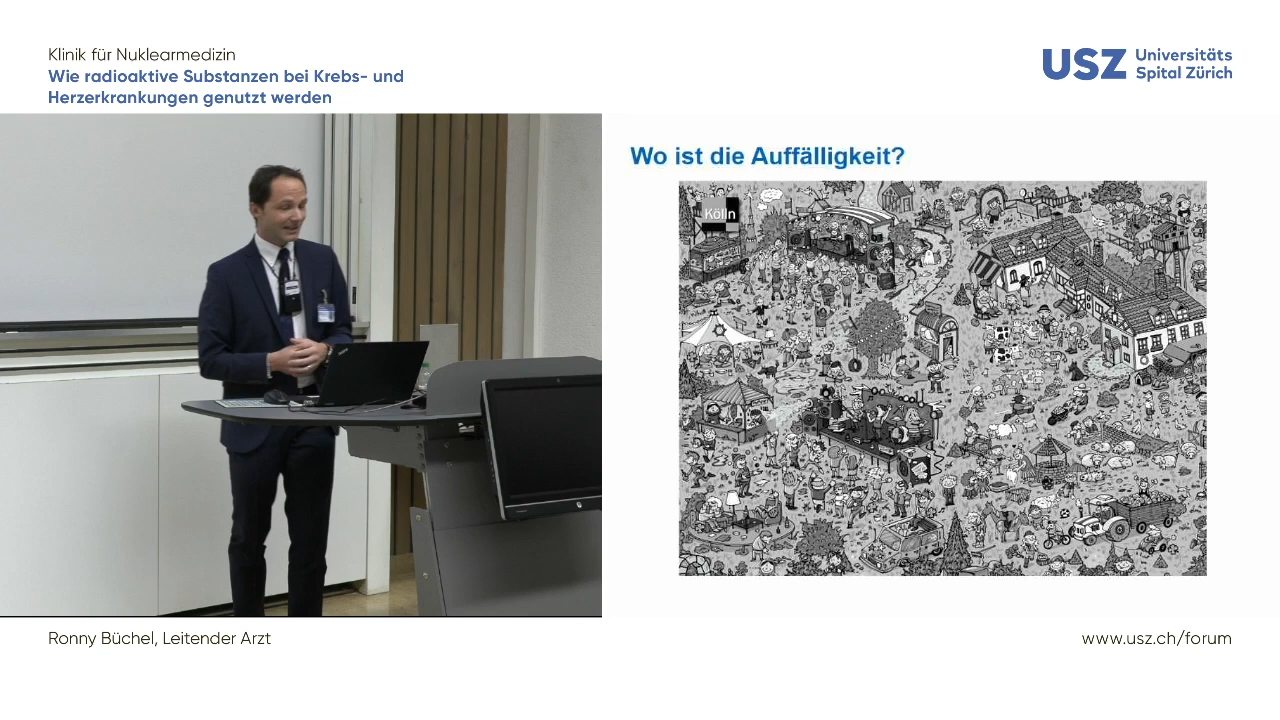 Klinik für Nuklearmedizin
Wie radioaktive Substanzen bei Krebs- und
Herzerkrankungen genutzt werden
USZ Universitäts
Spital Zürich
Wo ist die Auffälligkeit?
Kölln
Ronny Büchel, Leitender Arzt
www.usz.ch/forum